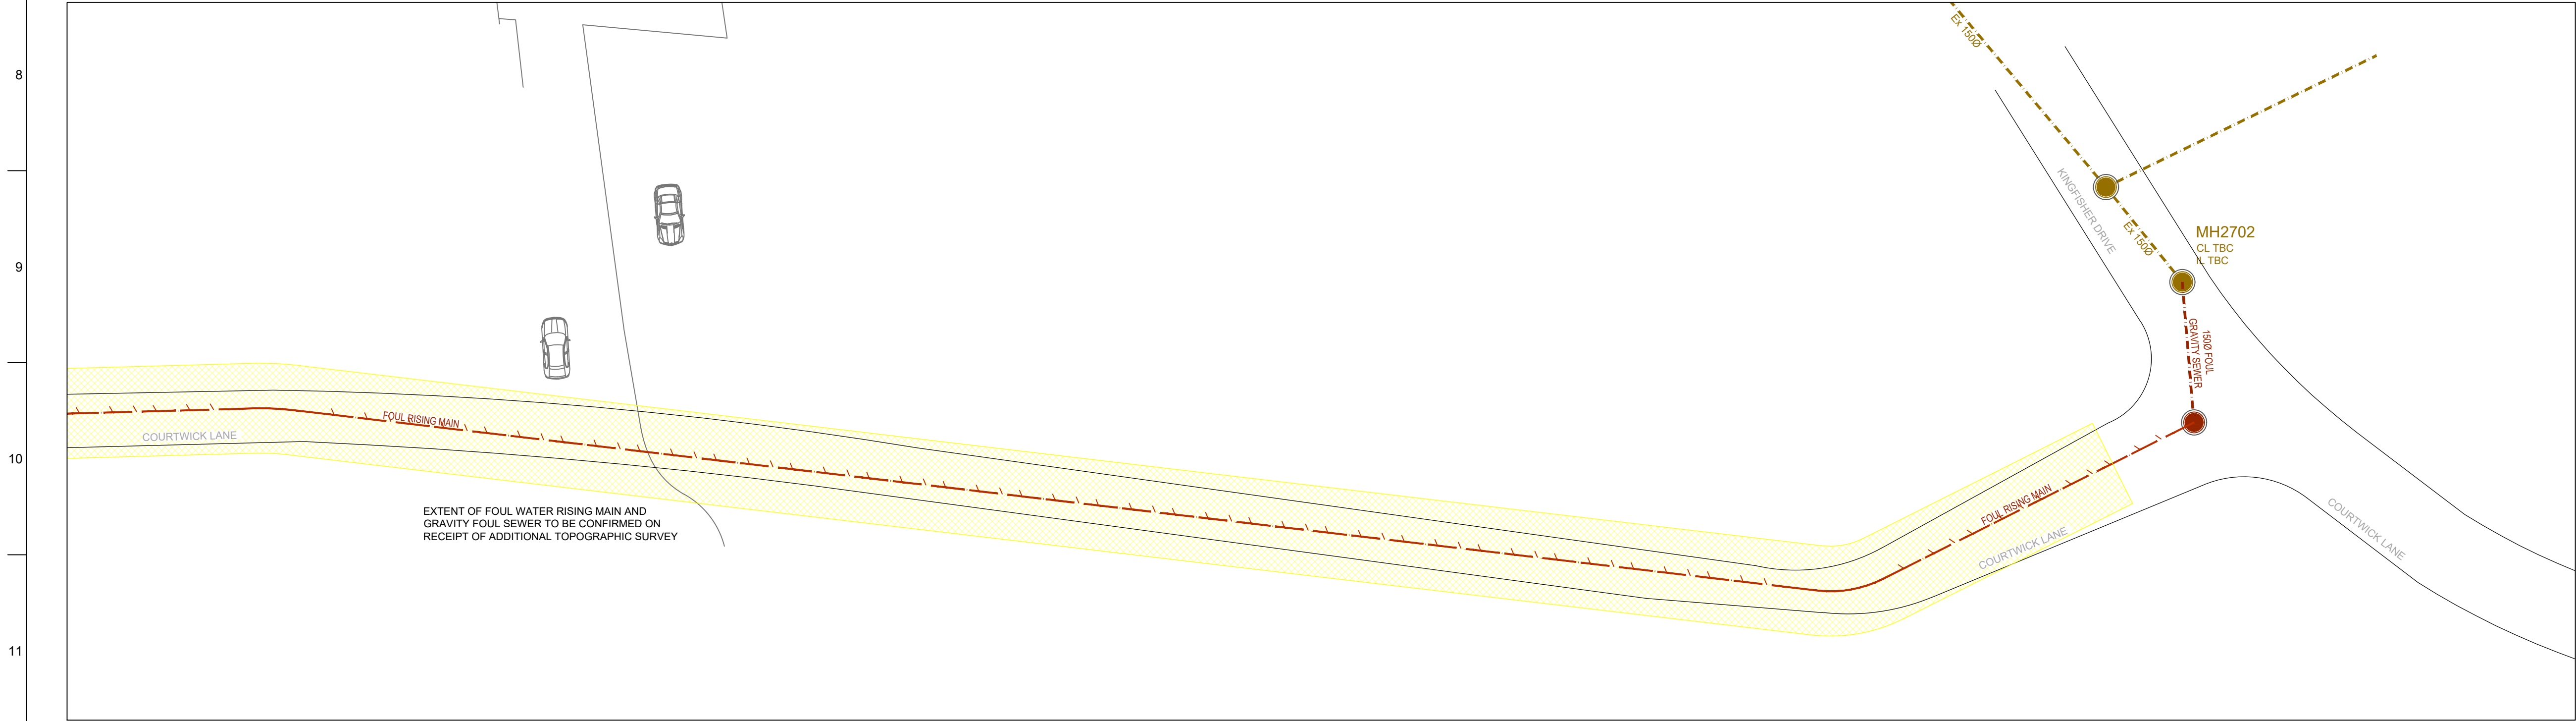 8
Ex 150Ø
KINGFISHER DRIVE
Ex 150Ø
MH2702
CL TBC
IL TBC
9
150Ø FOUL
GRAVITY SEWER
FOUL RISING MAIN
COURTWICK LANE
10
FOUL RISING MAIN
COURTWICK LANE
COURTWICK LANE
EXTENT OF FOUL WATER RISING MAIN AND
GRAVITY FOUL SEWER TO BE CONFIRMED ON
RECEIPT OF ADDITIONAL TOPOGRAPHIC SURVEY
11